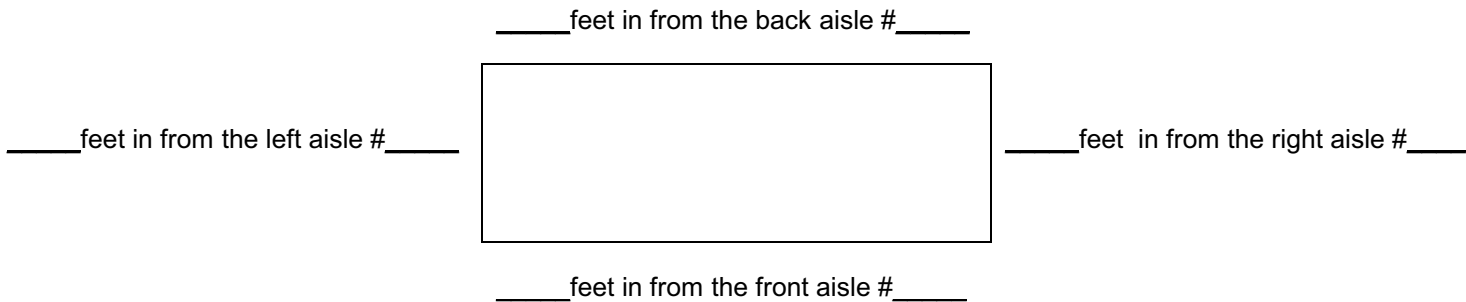 _____feet in from the back aisle #_____
_____feet in from the left aisle #_____
_____feet  in from the right aisle #____
_____feet in from the front aisle #_____